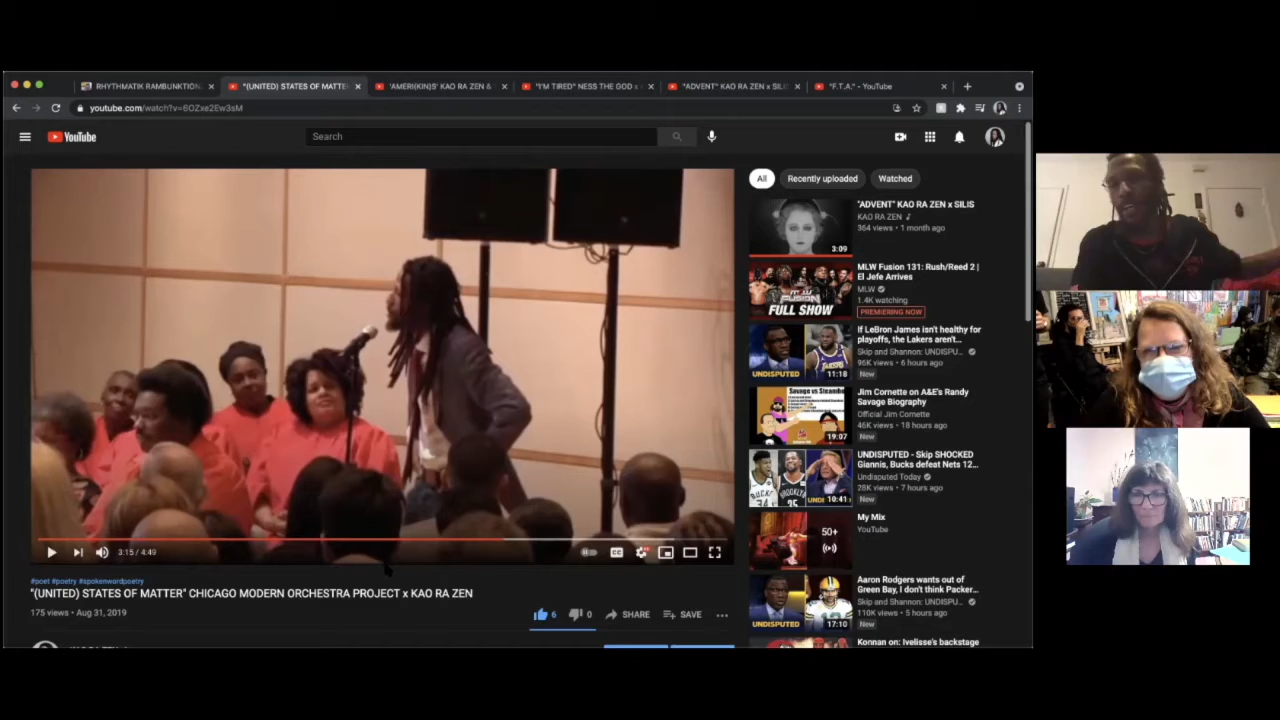 RHYTHMATIK RAMBUNKTION
"(UNITED) STATES OF MATTE
'AMERI(KIN)S' KAO RA ZEN &
"I'M TIRED" NESS THE GOD x
"ADVENT" KAO RA ZEN x SILI
"F.T.A." - YouTube
youtube.com/watch?v=6OZxe2Ew3sM
YouTube
Search
All
Recently uploaded
Watched
"ADVENT" KAO RA ZEN x SILIS
KAO RA ZEN
364 views • 1 month ago
3:09
MLW Fusion 131: Rush/Reed 2 |
El Jefe Arrives
MLW
1.4K watching
PREMIERING NOW
FULL SHOW
If LeBron James isn't healthy for
playoffs, the Lakers aren't...
Skip and Shannon: UNDISPU...
96K views • 6 hours ago
New
UNDISPUTED
11:18
Jim Cornette on A&E's Randy
Savage Biography
Official Jim Cornette
46K views • 18 hours ago
New
19:07
UNDISPUTED - Skip SHOCKED
Giannis, Bucks defeat Nets 12...
Undisputed Today
28K views • 7 hours ago
New
10:41
My Mix
YouTube
50+
Aaron Rodgers wants out of
Green Bay, I don't think Packer...
Skip and Shannon: UNDISPU...
110K views • 5 hours ago
New
UNDISPUTED
17:10
Konnan on: Ivelisse's backstage
3:15 / 4:49
CC
#poet #poetry #spokenwordpoetry
"(UNITED) STATES OF MATTER" CHICAGO MODERN ORCHESTRA PROJECT x KAO RA ZEN
175 views • Aug 31, 2019
6
0
SHARE
SAVE